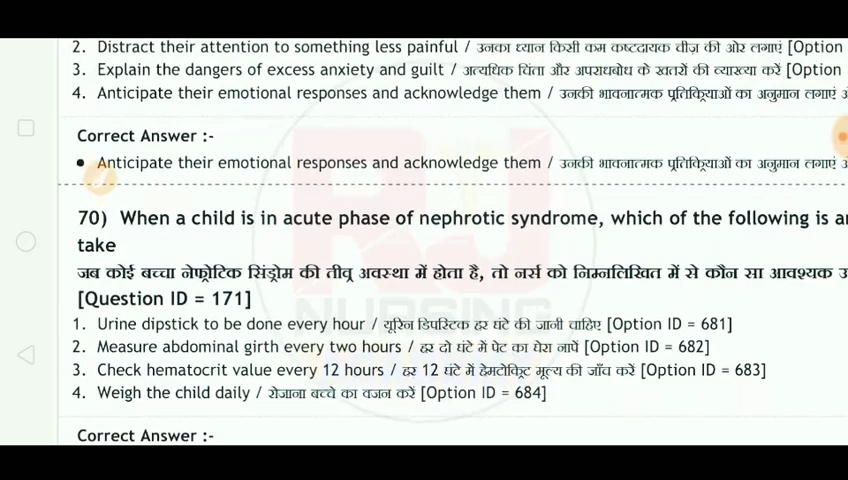 2. Distract their attention to something less painful / उनका ध्यान किसी कम कष्टदायक चीज़ की ओर लगाएं [Option
3. Explain the dangers of excess anxiety and guilt / अत्यधिक चिंता और अपराधबोध के खतरों की व्याख्या करें [Option
4. Anticipate their emotional responses and acknowledge them / उनकी भावनात्मक प्रतिक्रियाओं का अनुमान लगाएं
Correct Answer :-
• Anticipate their emotional responses and acknowledge them / उनकी भावनात्मक प्रतिक्रियाओं का अनुमान लगाएं
70) When a child is in acute phase of nephrotic syndrome, which of the following is
take
जब कोई बच्चा नेफ्रोटिक सिंड्रोम की तीव्र अवस्था में होता है, तो नर्स को निम्नलिखित में से कौन सा आवश्यक
[Question ID = 171]
1. Urine dipstick to be done every hour / यूरिन डिपस्टिक हर घंटे की जानी चाहिए [Option ID = 681]
2. Measure abdominal girth every two hours / हर दो घंटे में पेट का घेरा नापें [Option ID = 682]
3. Check hematocrit value every 12 hours / हर 12 घंटे में हेमटोक्रिट मूल्य की जाँच करें [Option ID = 683]
4. Weigh the child daily / रोजाना बच्चे का वजन करें [Option ID = 684]
Correct Answer :-
RJ
NURSING